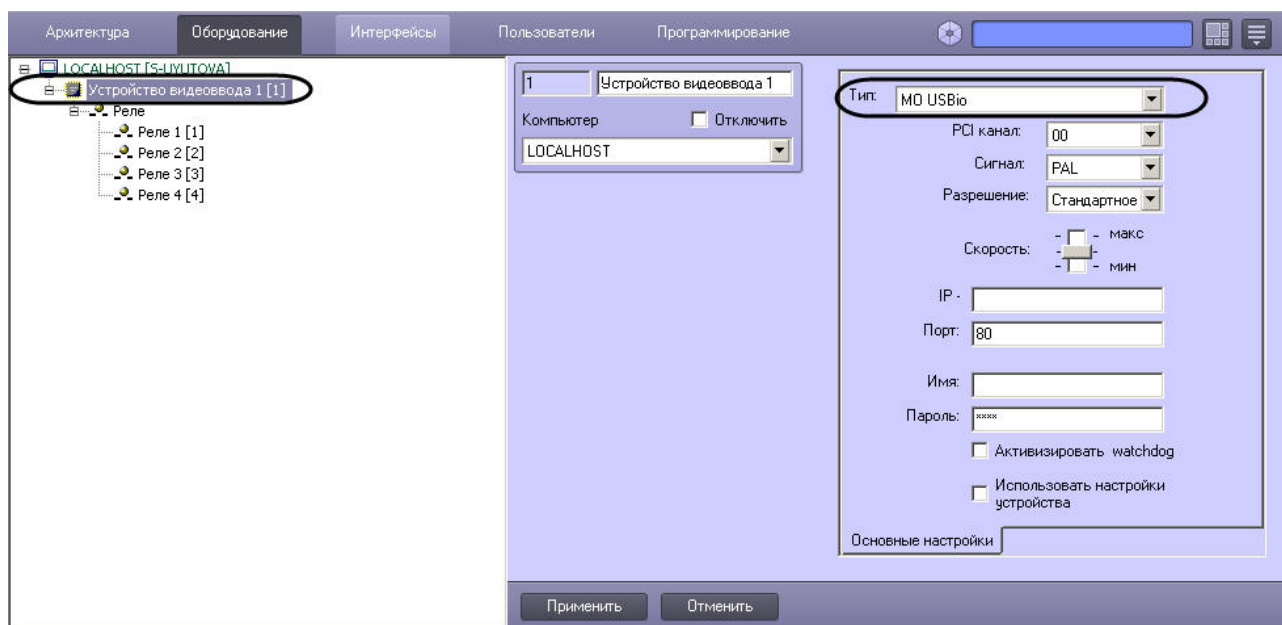 Архитектура Оборудование Интерфейсы Пользователи Программирование
LOCALHOST [S-UYUTOVA]
Устройство видеоввода 1 [1]
Реле
Реле 1 [1]
Реле 2 [2]
Реле 3 [3]
Реле 4 [4]
1 Устройство видеоввода 1
Компьютер Отключить
LOCALHOST
Тип: МО USBio
PCI канал: 00
Сигнал: PAL
Разрешение: Стандартное
Скорость: - - макс
- -
- - мин
IP -
Порт: 80
Имя:
Пароль: ××××
Активизировать watchdog
Использовать настройки
устройства
Основные настройки
Применить Отменить